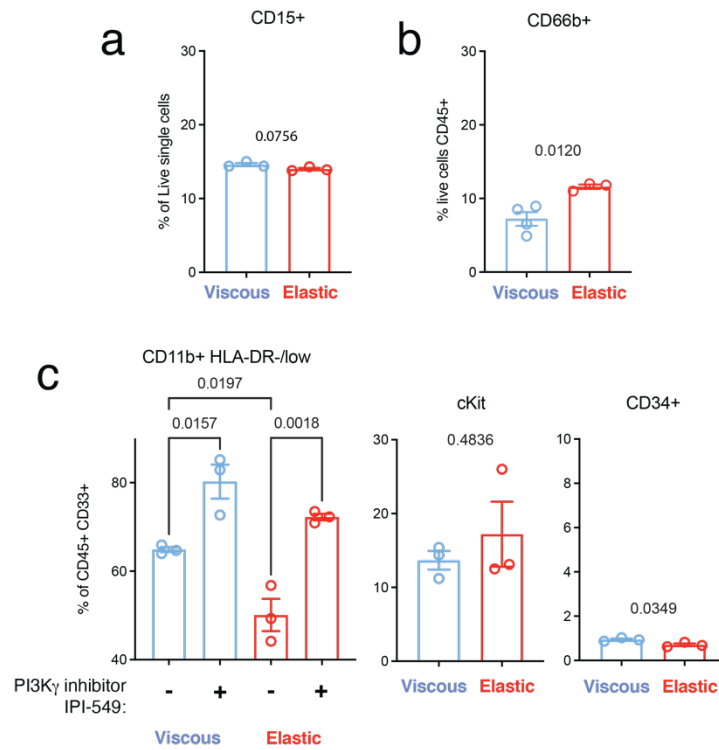 a
CD15+
% of Live single cells
30
20
10
0
0.0756
Viscous Elastic
b
CD66b+
% live cells CD45+
30
20
10
0
0.0120
Viscous Elastic
c
CD11b+ HLA-DR-/low
0.0197
0.0157 0.0018
% of CD45+ CD33+
80
60
40
PI3Kγ inhibitor
IPI-549:
- + - +
Viscous Elastic
cKit
0.4836
30
20
10
0
Viscous Elastic
CD34+
10
8
6
4
2
0
0.0349
Viscous Elastic